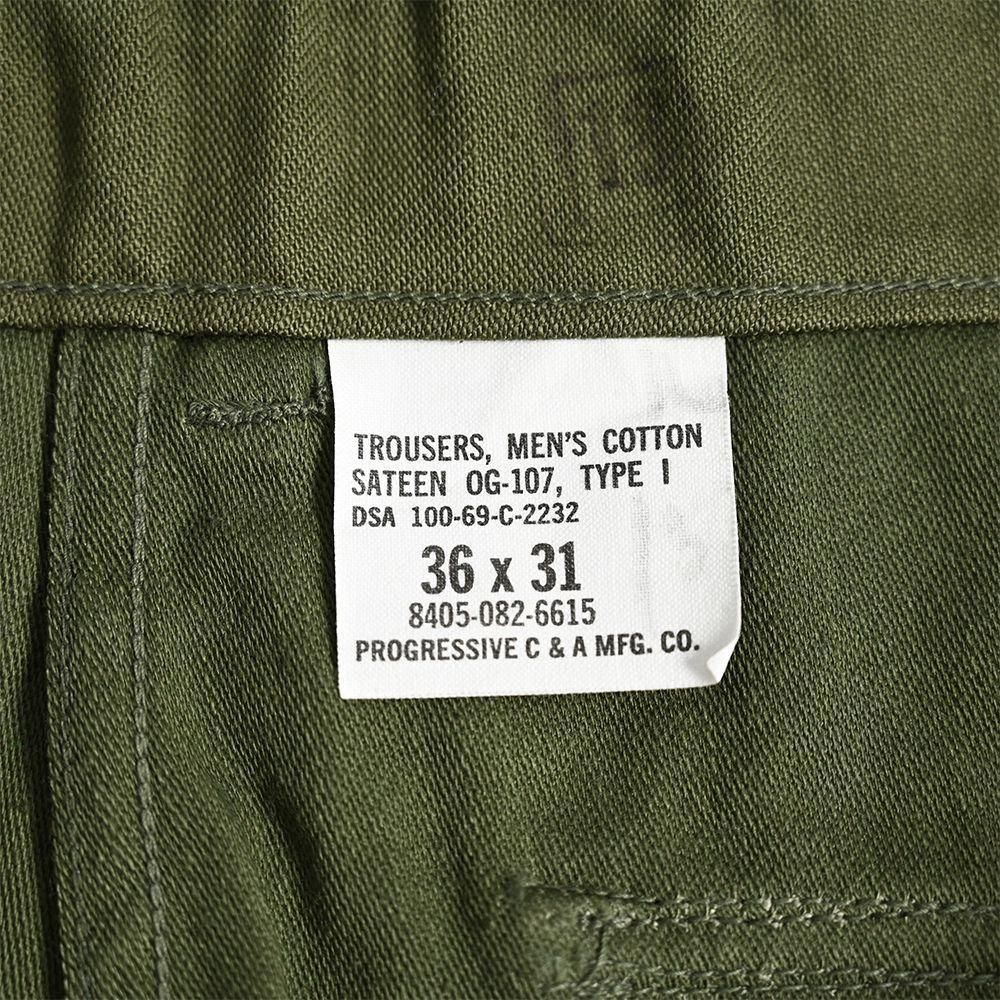 TROUSERS, MEN'S COTTON
SATEEN OG-107, TYPE I
DSA 100-69-C-2232
36 x 31
8405-082-6615
PROGRESSIVE C & A MFG. CO.